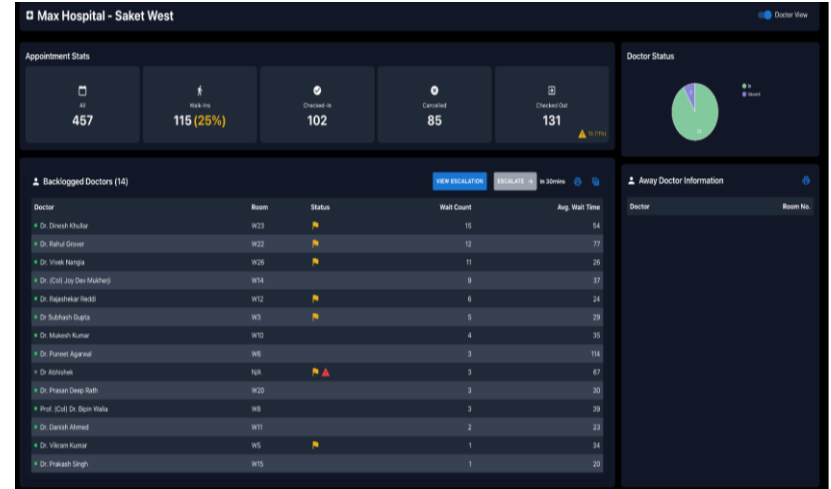 Max Hospital - Saket West
Doctor View
Appointment Stats
All
457
Walk-ins
115 (25%)
Checked-In
102
Cancelled
85
Checked Out
131
Doctor Status
In
Backlogged Doctors (14)
VIEW ESCALATION
ESCALATE → in 30mins
Doctor Room Status Wait Count Avg. Wait Time
Dr. Dinesh Khullar W23 15 54
Dr. Rahul Grover W22 12 77
Dr. Vivek Nangia W26 11 26
Dr. (Col) Joy Dev Mukherji W14 9 37
Dr. Rajashekar Reddi W12 6 24
Dr Subhash Gupta W3 5 29
Dr. Mukesh Kumar W10 4 35
Dr. Puneet Agarwal W6 3 114
Dr Abhishek N/A 3 67
Dr. Prasan Deep Rath W20 3 30
Prof. (Col) Dr. Bipin Walia W8 3 39
Dr. Danish Ahmed W11 2 23
Dr. Vikram Kumar W5 1 34
Dr. Prakash Singh W15 1 20
Away Doctor Information
Doctor Room No.